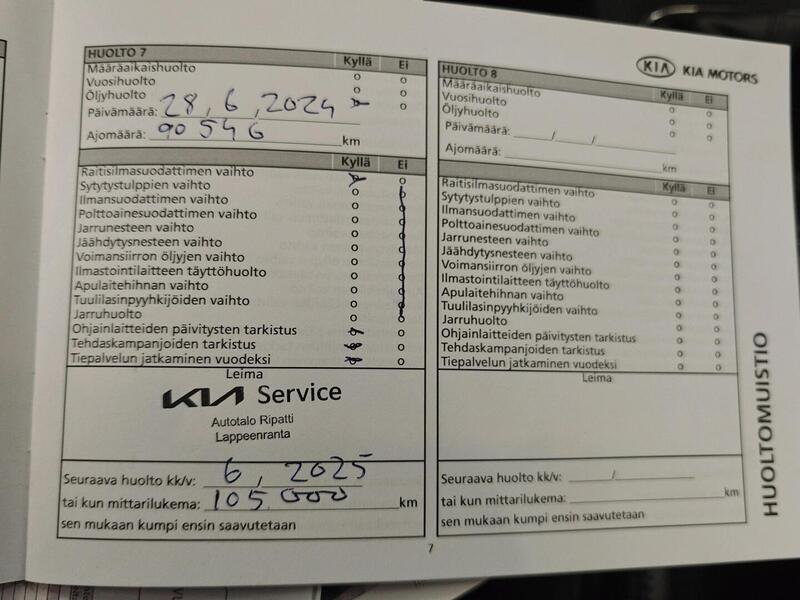 HUOLTO 7
Kyllä Ei
Määräaikaishuolto
Vuosihuolto
Öljyhuolto
Päivämäärä: 28,6,2024
Ajomäärä: 90546 km
Kyllä Ei
Raitisilmasuodattimen vaihto
Sytytystulppien vaihto
Ilmansuodattimen vaihto
Polttoainesuodattimen vaihto
Jarrunesteen vaihto
Jäähdytysnesteen vaihto
Voimansiirron öljyjen vaihto
Ilmastointilaitteen täyttöhuolto
Apulaitehihnan vaihto
Tuulilasinpyyhkijöiden vaihto
Jarruhuolto
Ohjainlaitteiden päivitysten tarkistus
Tehdaskampanjoiden tarkistus
Tiepalvelun jatkaminen vuodeksi
Leima
KIA Service
Autotalo Ripatti
Lappeenranta
Seuraava huolto kk/v: 6, 2025
tai kun mittarilukema: 105.000 km
sen mukaan kumpi ensin saavutetaan
KIA KIA MOTORS
HUOLTO 8
Kyllä Ei
Määräaikaishuolto
Vuosihuolto
Öljyhuolto
Päivämäärä: / /
Ajomäärä: km
Kyllä Ei
Raitisilmasuodattimen vaihto
Sytytystulppien vaihto
Ilmansuodattimen vaihto
Polttoainesuodattimen vaihto
Jarrunesteen vaihto
Jäähdytysnesteen vaihto
Voimansiirron öljyjen vaihto
Ilmastointilaitteen täyttöhuolto
Apulaitehihnan vaihto
Tuulilasinpyyhkijöiden vaihto
Jarruhuolto
Ohjainlaitteiden päivitysten tarkistus
Tehdaskampanjoiden tarkistus
Tiepalvelun jatkaminen vuodeksi
Leima
Seuraava huolto kk/v: /
tai kun mittarilukema: km
sen mukaan kumpi ensin saavutetaan
HUOLTOMUISTIO
7